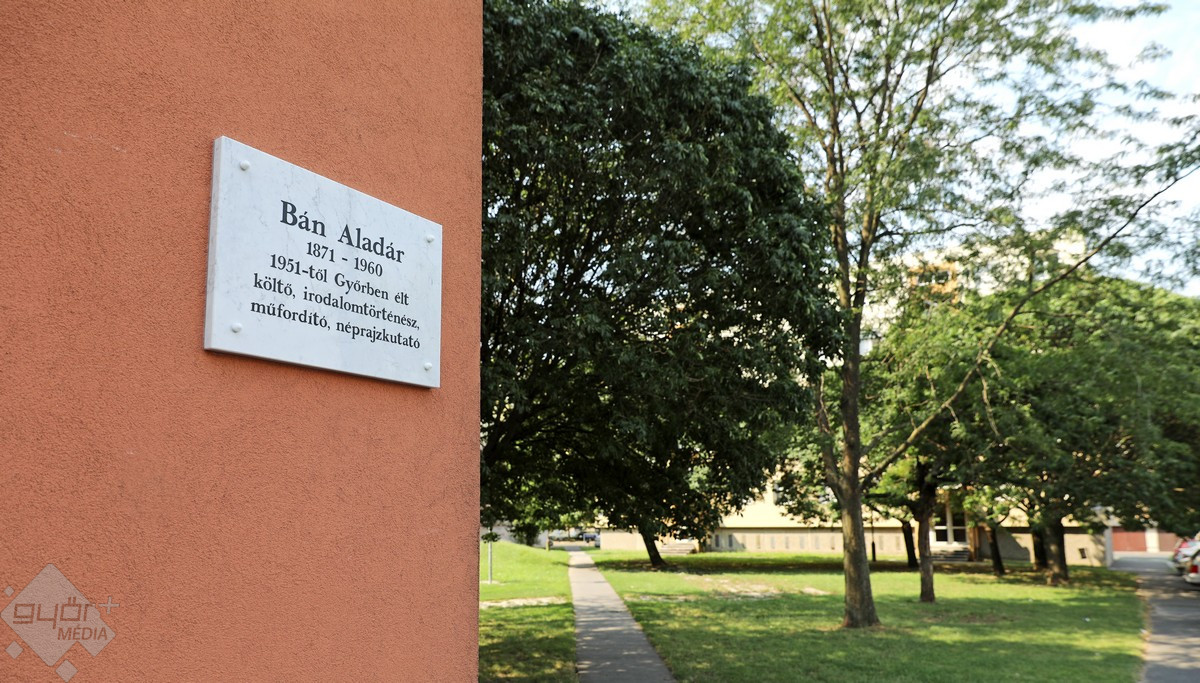 Bán Aladár
1871 - 1960
1951-től Győrben élt
költő, irodalomtörténész,
műfordító, néprajzkutató
győr+
MÉDIA